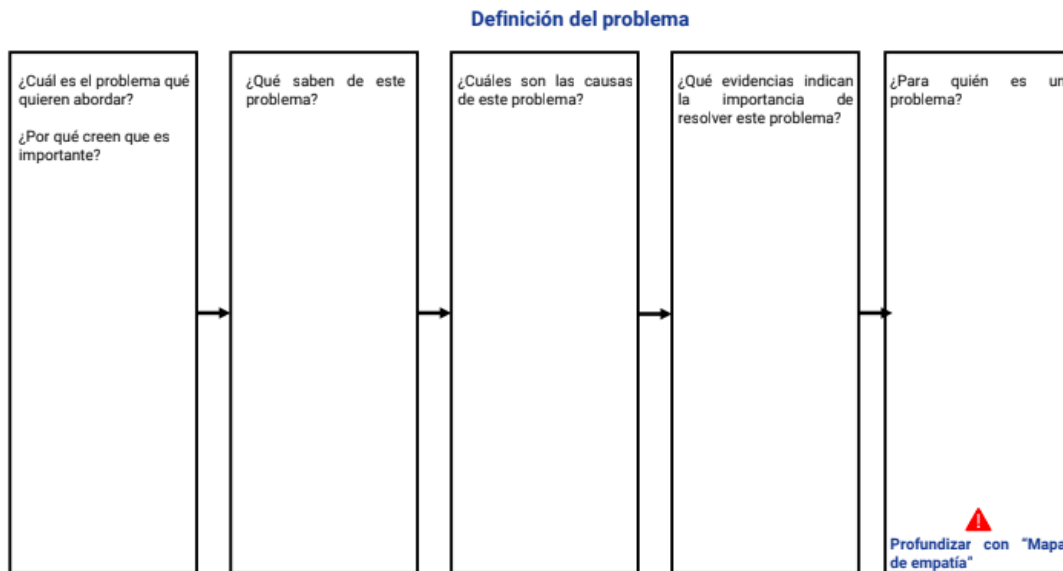 Definición del problema
¿Cuál es el problema qué
quieren abordar?
¿Por qué creen que es
importante?
¿Qué saben de este
problema?
¿Cuáles son las causas
de este problema?
¿Qué evidencias indican
la importancia de
resolver este problema?
¿Para quién es un
problema?
Profundizar con "Mapa
de empatía"